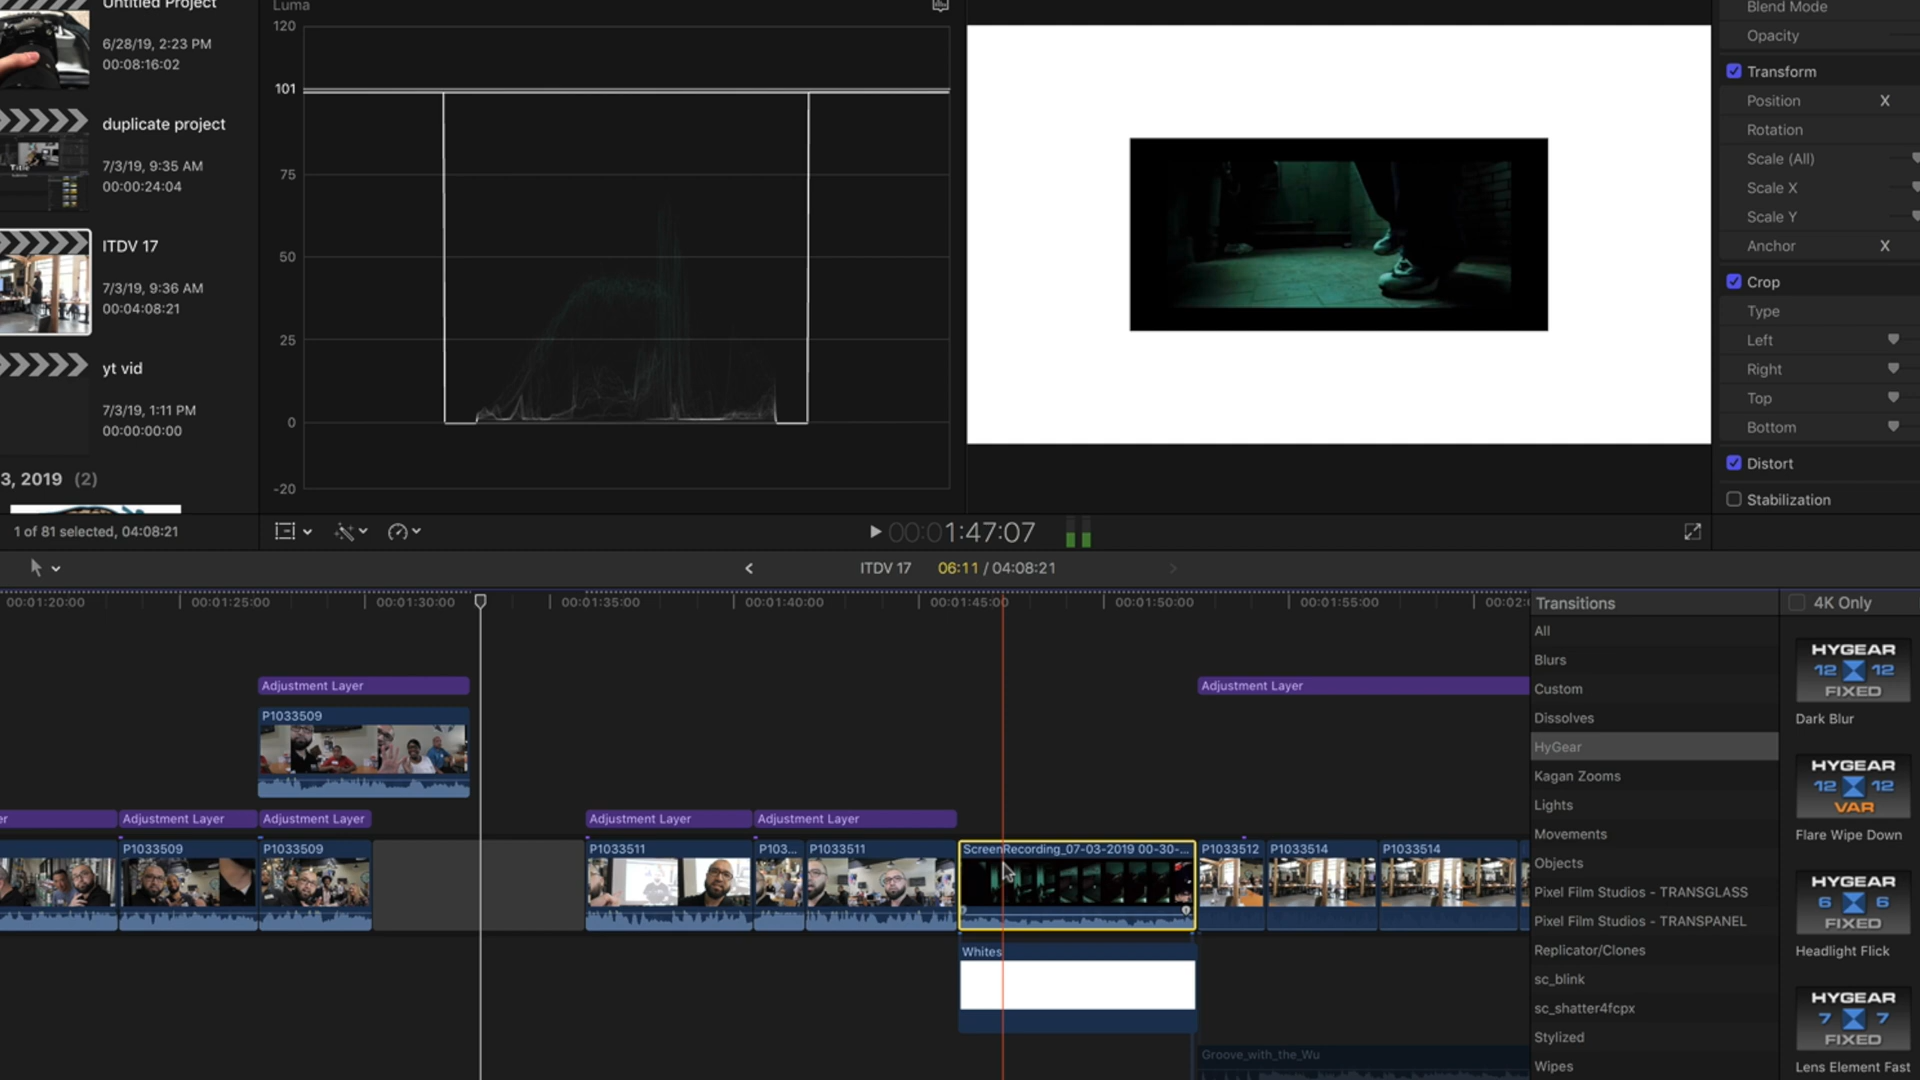 Untitled Project
6/28/19, 2:23 PM
00:08:16:02
duplicate project
7/3/19, 9:35 AM
00:00:24:04
ITDV 17
7/3/19, 9:36 AM
00:04:08:21
yt vid
7/3/19, 1:11 PM
00:00:00:00
3, 2019 (2)
1 of 81 selected, 04:08:21
Luma
120
101
75
50
25
0
-20
00:01:47:07
Blend Mode
Opacity
Transform
Position X
Rotation
Scale (All)
Scale X
Scale Y
Anchor X
Crop
Type
Left
Right
Top
Bottom
Distort
Stabilization
ITDV 17 06:11 / 04:08:21
00:01:20:00 00:01:25:00 00:01:30:00 00:01:35:00 00:01:40:00 00:01:45:00 00:01:50:00 00:01:55:00 00:02:
Adjustment Layer Adjustment Layer
P1033509
er Adjustment Layer Adjustment Layer Adjustment Layer Adjustment Layer
P1033509 P1033509 P1033511 P103... P1033511 ScreenRecording_07-03-2019 00-30-... P1033512 P1033514 P1033514
Whites
Groove_with_the_Wu
Transitions
All
Blurs
Custom
Dissolves
HyGear
Kagan Zooms
Lights
Movements
Objects
Pixel Film Studios - TRANSGLASS
Pixel Film Studios - TRANSPANEL
Replicator/Clones
sc_blink
sc_shatter4fcpx
Stylized
Wipes
4K Only
HYGEAR
12 12
FIXED
Dark Blur
HYGEAR
12 12
VAR
Flare Wipe Down
HYGEAR
6 6
FIXED
Headlight Flick
HYGEAR
7 7
FIXED
Lens Element Fast